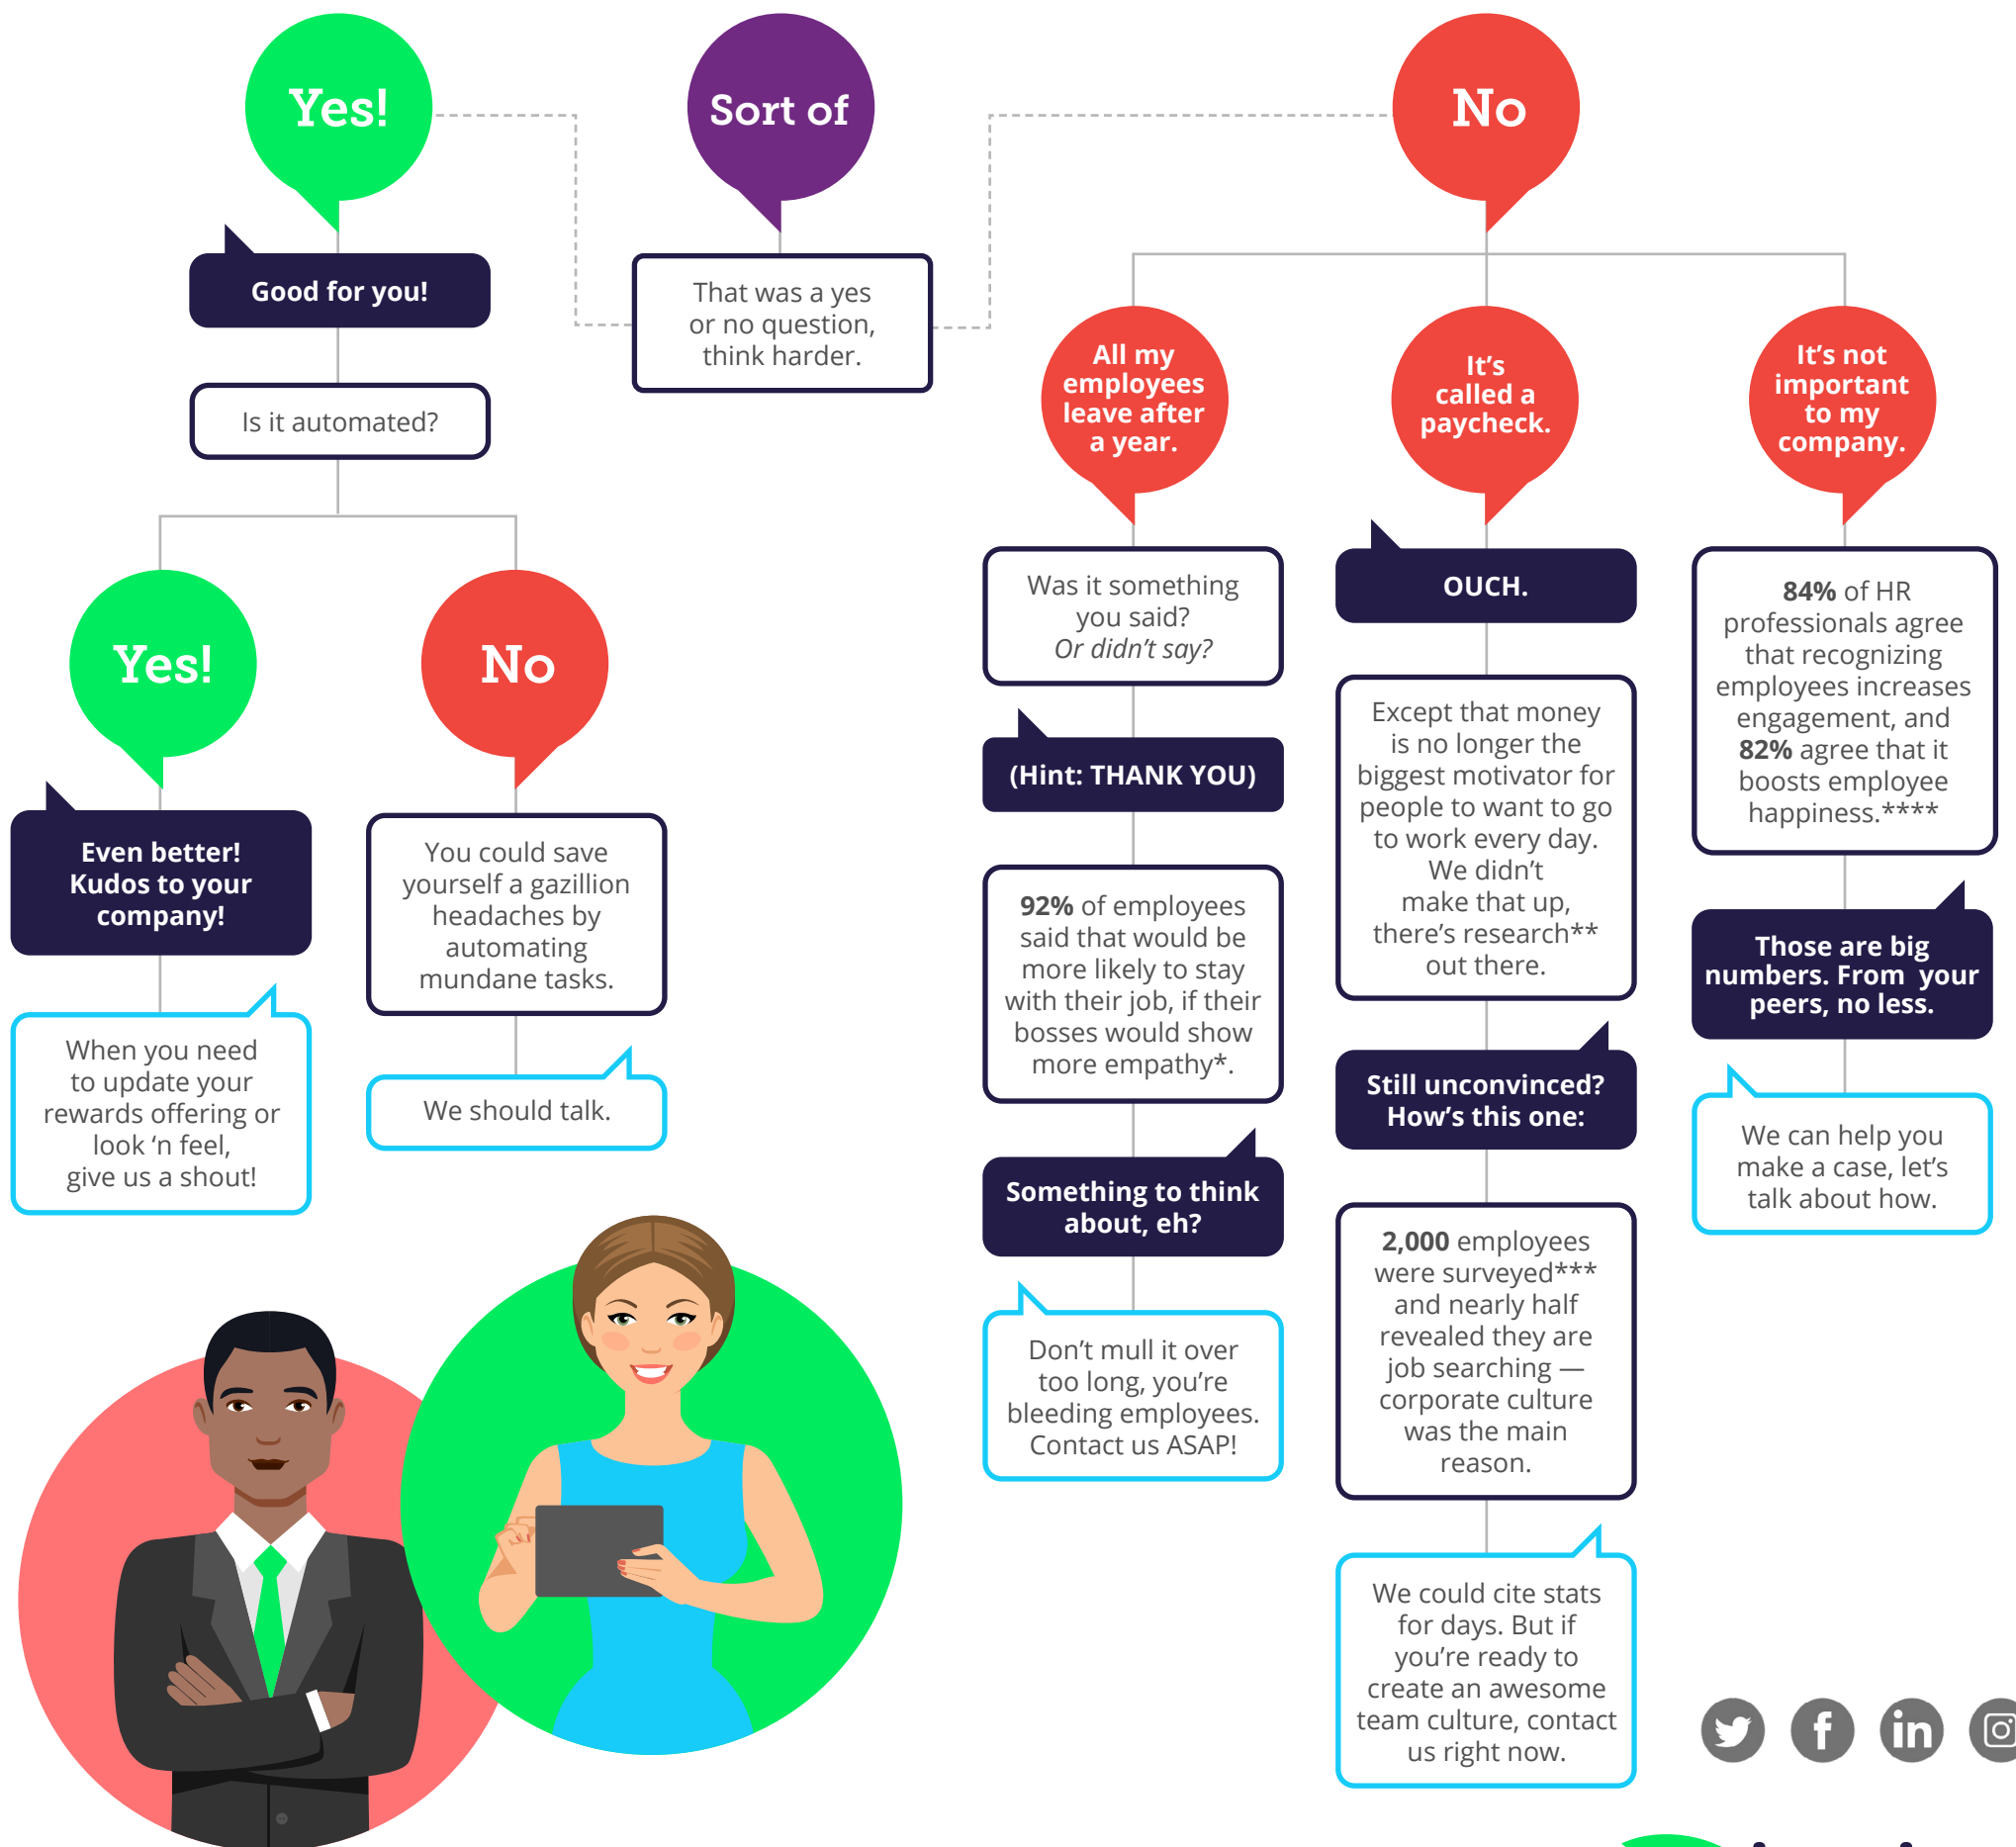 Yes!
Sort of
No
Good for you!
Is it automated?
Yes!
Even better!
Kudos to your
company!
When you need
to update your
rewards offering or
look ‘n feel,
give us a shout!
No
You could save
yourself a gazillion
headaches by
automating
mundane tasks.
We should talk.
That was a yes
or no question,
think harder.
All my
employees
leave after
a year.
Was it something
you said?
Or didn’t say?
(Hint: THANK YOU)
92% of employees
said that would be
more likely to stay
with their job, if their
bosses would show
more empathy*.
Something to think
about, eh?
Don’t mull it over
too long, you’re
bleeding employees.
Contact us ASAP!
It’s
called a
paycheck.
OUCH.
Except that money
is no longer the
biggest motivator for
people to want to go
to work every day.
We didn’t
make that up,
there’s research**
out there.
Still unconvinced?
How’s this one:
2,000 employees
were surveyed***
and nearly half
revealed they are
job searching —
corporate culture
was the main
reason.
We could cite stats
for days. But if
you’re ready to
create an awesome
team culture, contact
us right now.
It’s not
important
to my
company.
84% of HR
professionals agree
that recognizing
employees increases
engagement, and
82% agree that it
boosts employee
happiness.****
Those are big
numbers. From  your
peers, no less.
We can help you
make a case, let’s
talk about how.